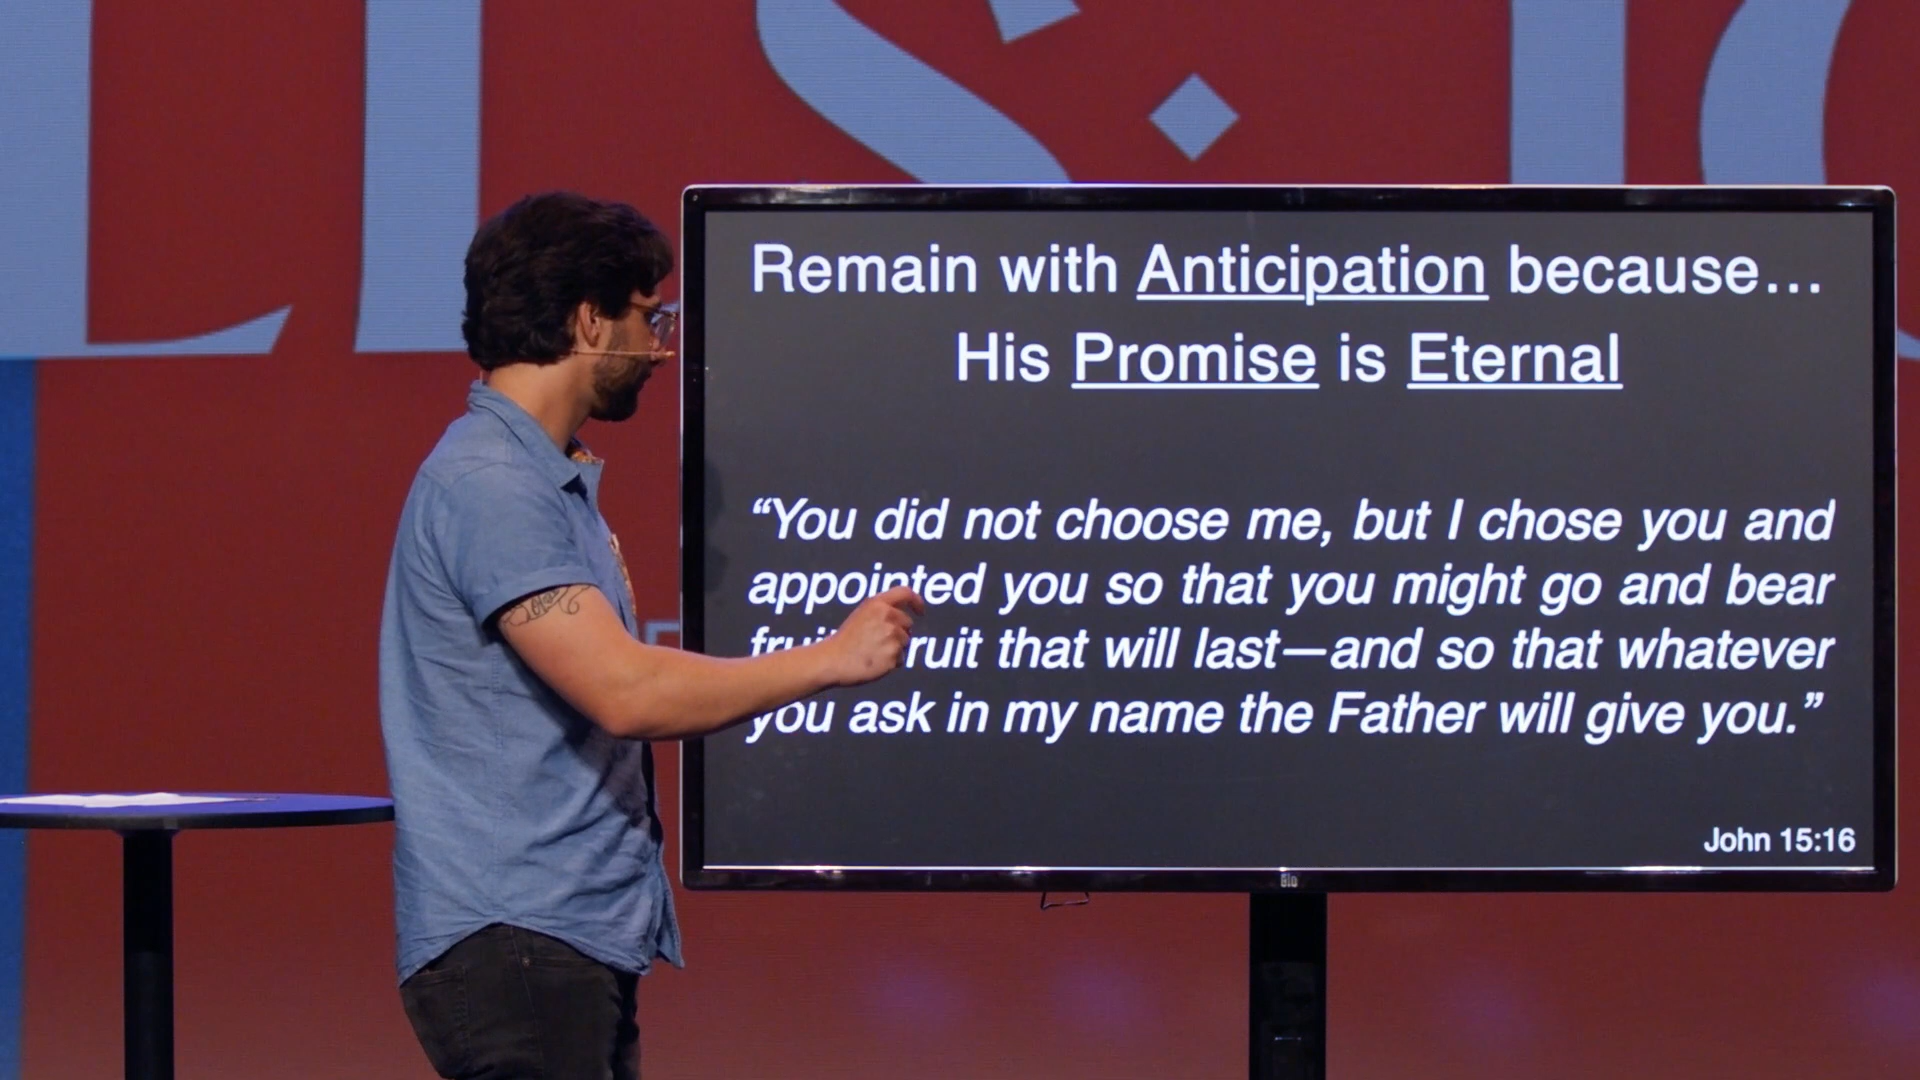 Remain with Anticipation because…
His Promise is Eternal
“You did not choose me, but I chose you and
appointed you so that you might go and bear
ruit that will last—and so that whatever
you ask in my name the Father will give you.”
John 15:16
elo